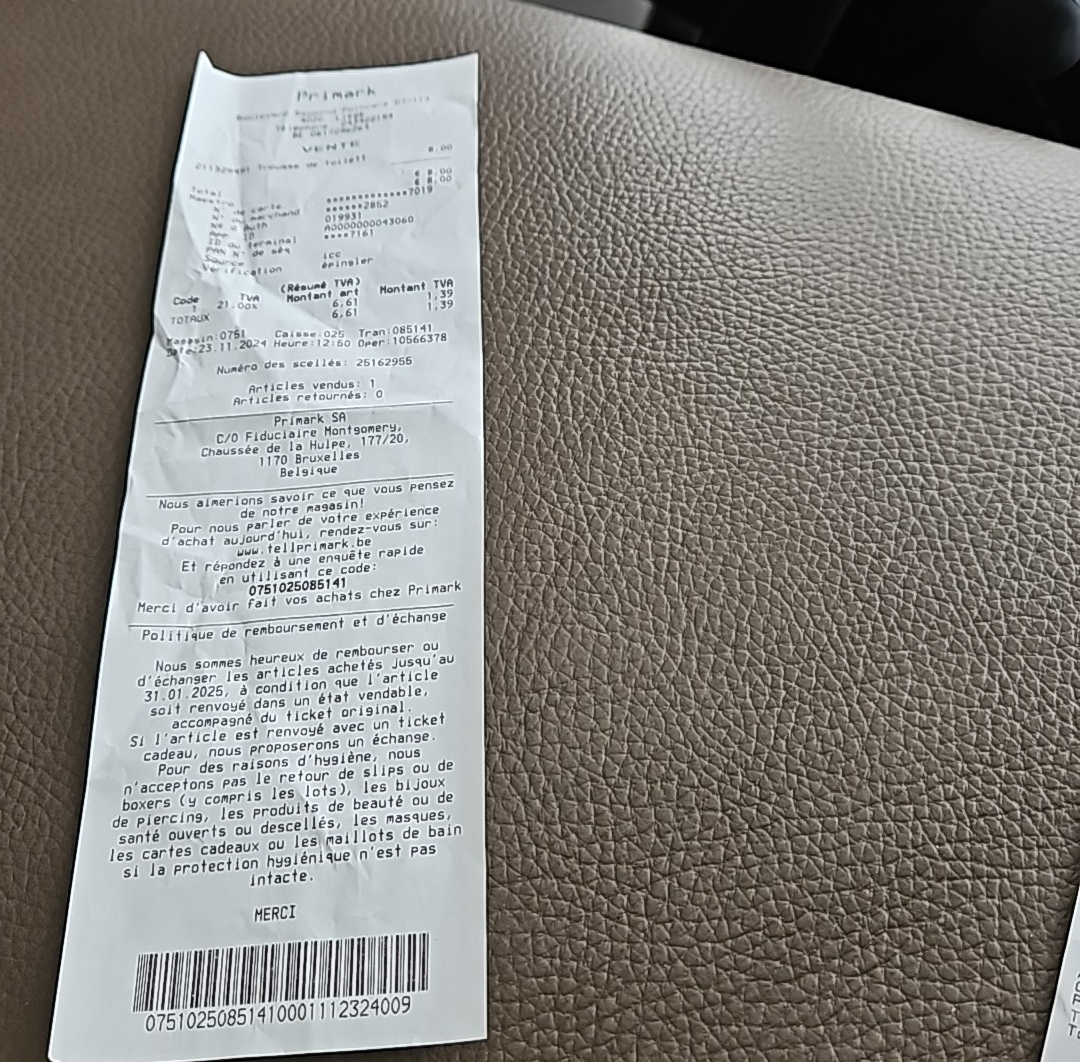 Primark
VENTE
Trousse de toilett 8.00
Total € 8.00
Maestro € 8.00
N° de carte ************7019
N° du marchand ******2852
N° d'Auth 019931
App ID A0000000043060
ID du terminal ****7161
PAN N° de séq
Source icc
Vérification épingler
(Résumé TVA)
Code TVA Montant art Montant TVA
1 21.00% 6,61 1,39
TOTAUX 6,61 1,39
Magasin:0751 Caisse:025 Tran:085141
Date:23.11.2024 Heure:12:50 Oper:10566378
Numéro des scellés: 25162955
Articles vendus: 1
Articles retournés: 0
Primark SA
C/O Fiduciaire Montgomery,
Chaussée de la Hulpe, 177/20,
1170 Bruxelles
Belgique
Nous aimerions savoir ce que vous pensez
de notre magasin!
Pour nous parler de votre expérience
d'achat aujourd'hui, rendez-vous sur:
www.tellprimark.be
Et répondez à une enquête rapide
en utilisant ce code:
0751025085141
Merci d'avoir fait vos achats chez Primark
Politique de remboursement et d'échange
Nous sommes heureux de rembourser ou
d'échanger les articles achetés jusqu'au
31.01.2025, à condition que l'article
soit renvoyé dans un état vendable,
accompagné du ticket original.
Si l'article est renvoyé avec un ticket
cadeau, nous proposerons un échange.
Pour des raisons d'hygiène, nous
n'acceptons pas le retour de slips ou de
boxers (y compris les lots), les bijoux
de piercing, les produits de beauté ou de
santé ouverts ou descellés, les masques,
les cartes cadeaux ou les maillots de bain
si la protection hygiénique n'est pas
intacte.
MERCI
07510250851410001112324009